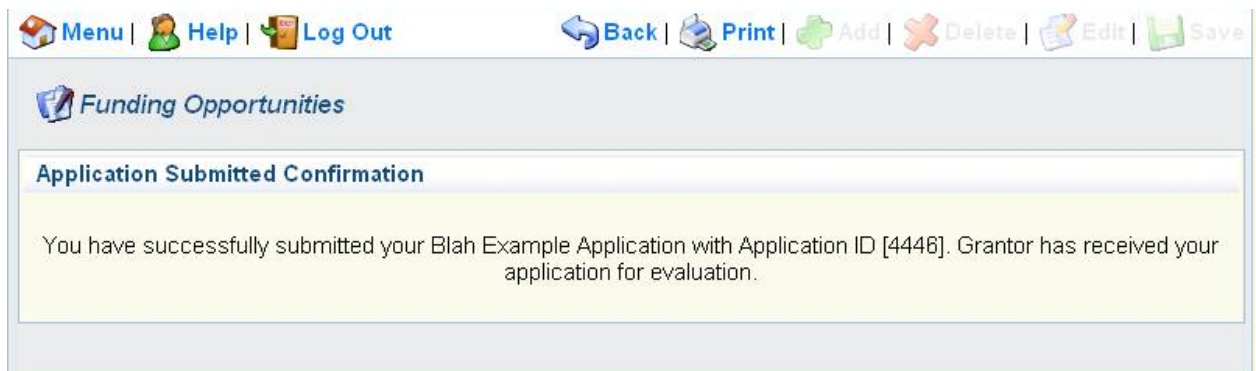 Menu | Help | Log Out Back | Print | Add | Delete | Edit | Save
Funding Opportunities
Application Submitted Confirmation
You have successfully submitted your Blah Example Application with Application ID [4446]. Grantor has received your
application for evaluation.